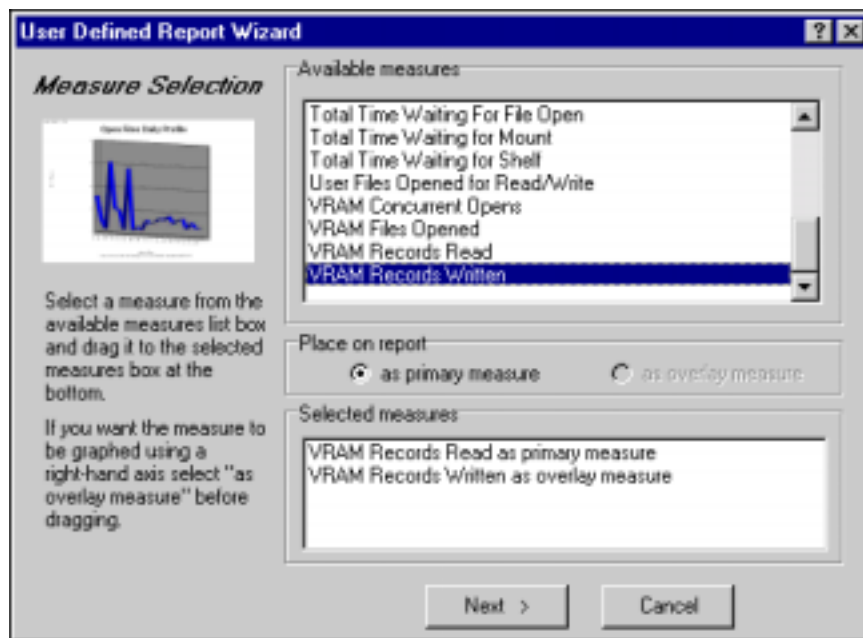 User Defined Report Wizard
Measure Selection
Open Files Daily Profile
Select a measure from the
available measures list box
and drag it to the selected
measures box at the
bottom.
If you want the measure to
be graphed using a
right-hand axis select "as
overlay measure" before
dragging.
Available measures
Total Time Waiting For File Open
Total Time Waiting for Mount
Total Time Waiting for Shelf
User Files Opened for Read/Write
VRAM Concurrent Opens
VRAM Files Opened
VRAM Records Read
VRAM Records Written
Place on report
as primary measure
as overlay measure
Selected measures
VRAM Records Read as primary measure
VRAM Records Written as overlay measure
Next >
Cancel